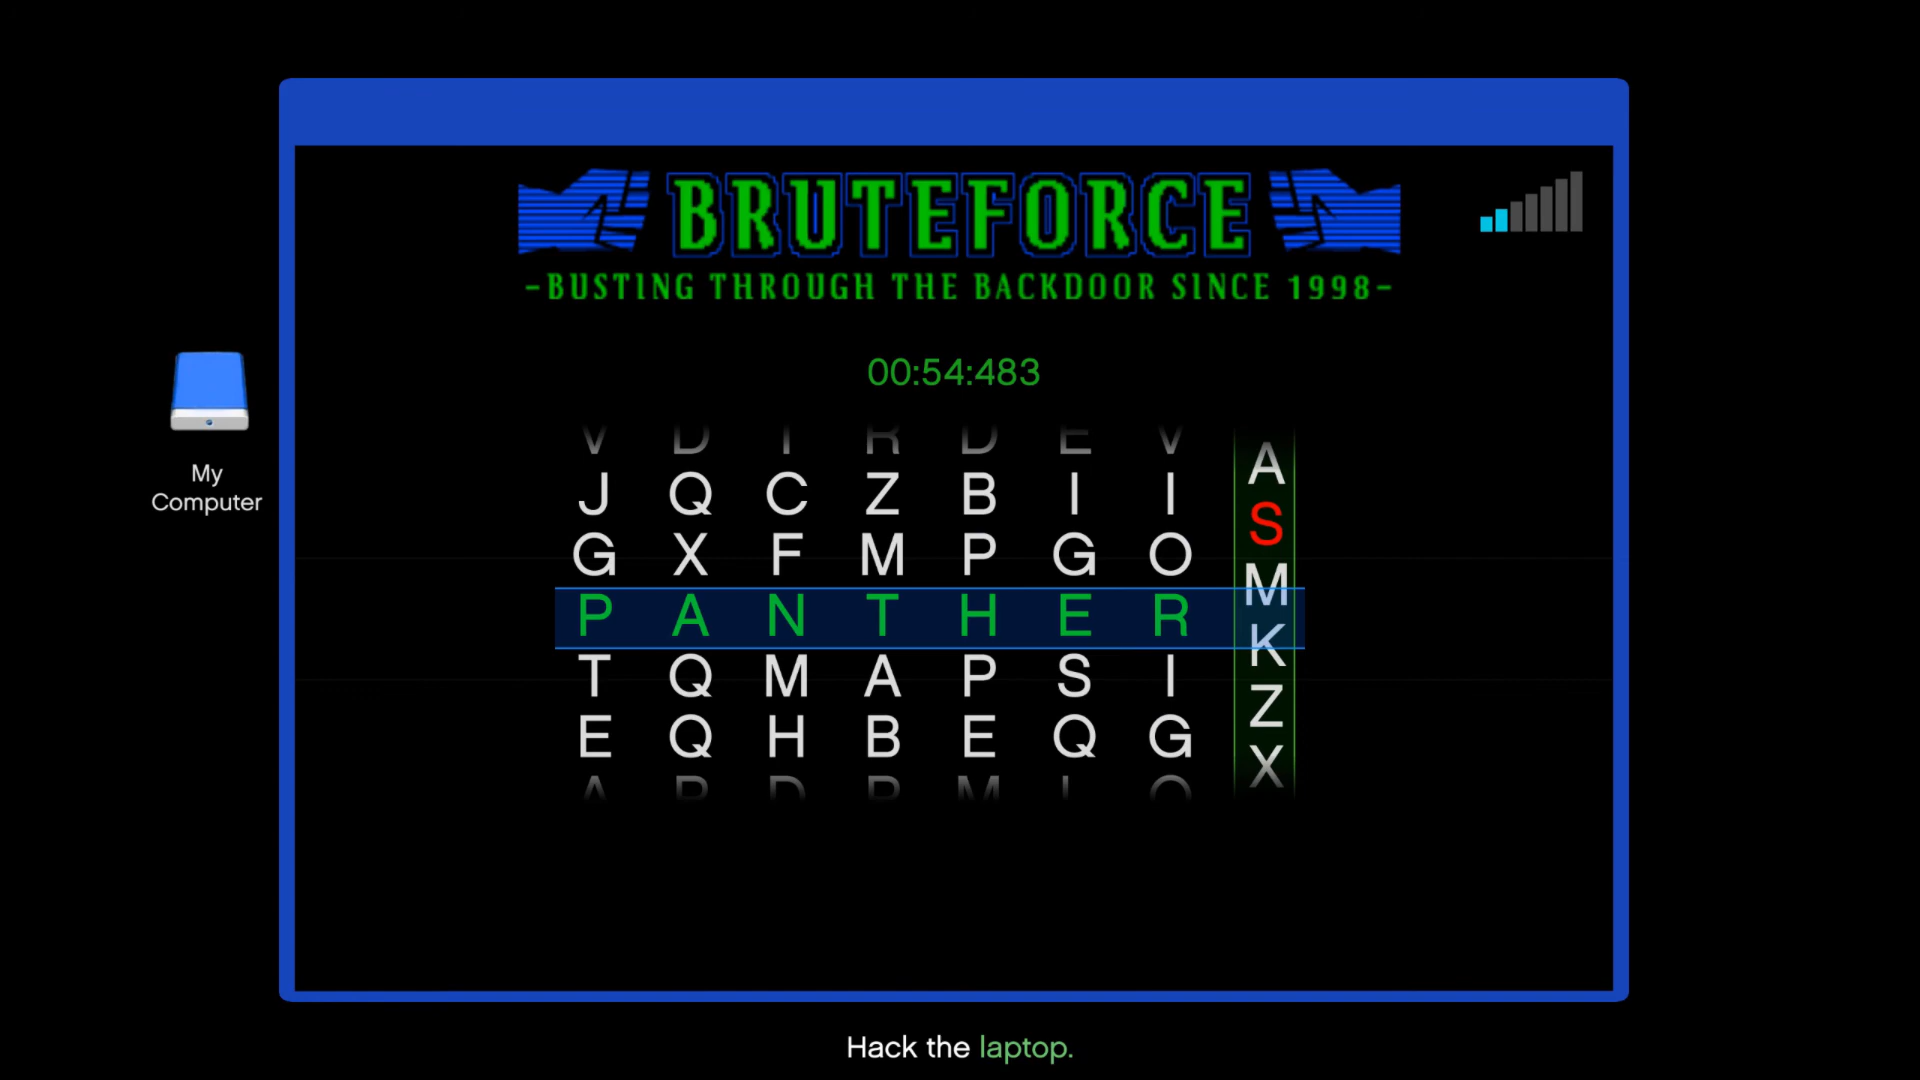 BRUTEFORCE
-BUSTING THROUGH THE BACKDOOR SINCE 1998-
00:54:483
My
Computer
V D I R D E V A
J Q C Z B I I S
G X F M P G O M
P A N T H E R K
T Q M A P S I Z
E Q H B E Q G X
Hack the laptop.